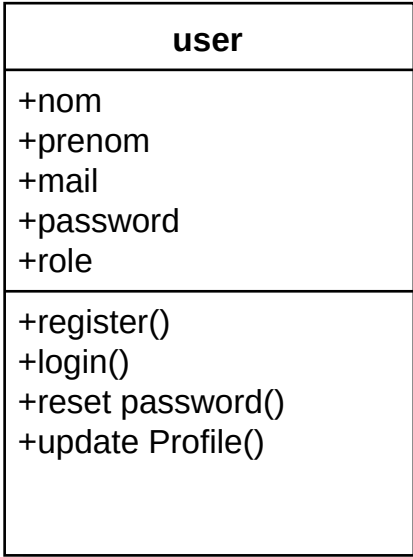 user
+nom
+prenom
+mail
+password
+role
+register()
+login()
+reset password()
+update Profile()